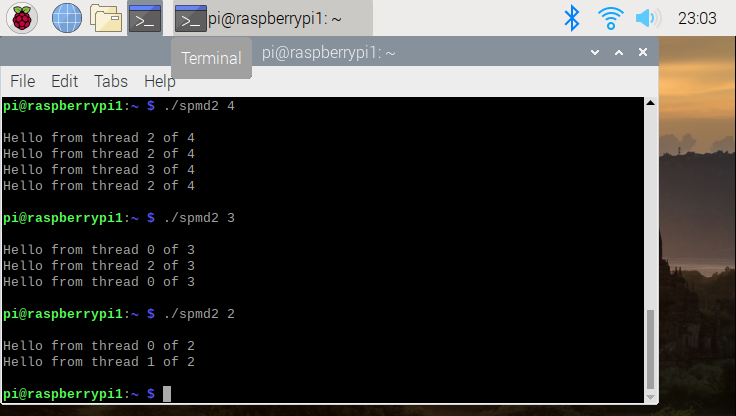 pi@raspberrypi1: ~
23:03
Terminal
pi@raspberrypi1: ~
File Edit Tabs Help
pi@raspberrypi1:~ $ ./spmd2 4
Hello from thread 2 of 4
Hello from thread 2 of 4
Hello from thread 3 of 4
Hello from thread 2 of 4
pi@raspberrypi1:~ $ ./spmd2 3
Hello from thread 0 of 3
Hello from thread 2 of 3
Hello from thread 0 of 3
pi@raspberrypi1:~ $ ./spmd2 2
Hello from thread 0 of 2
Hello from thread 1 of 2
pi@raspberrypi1:~ $